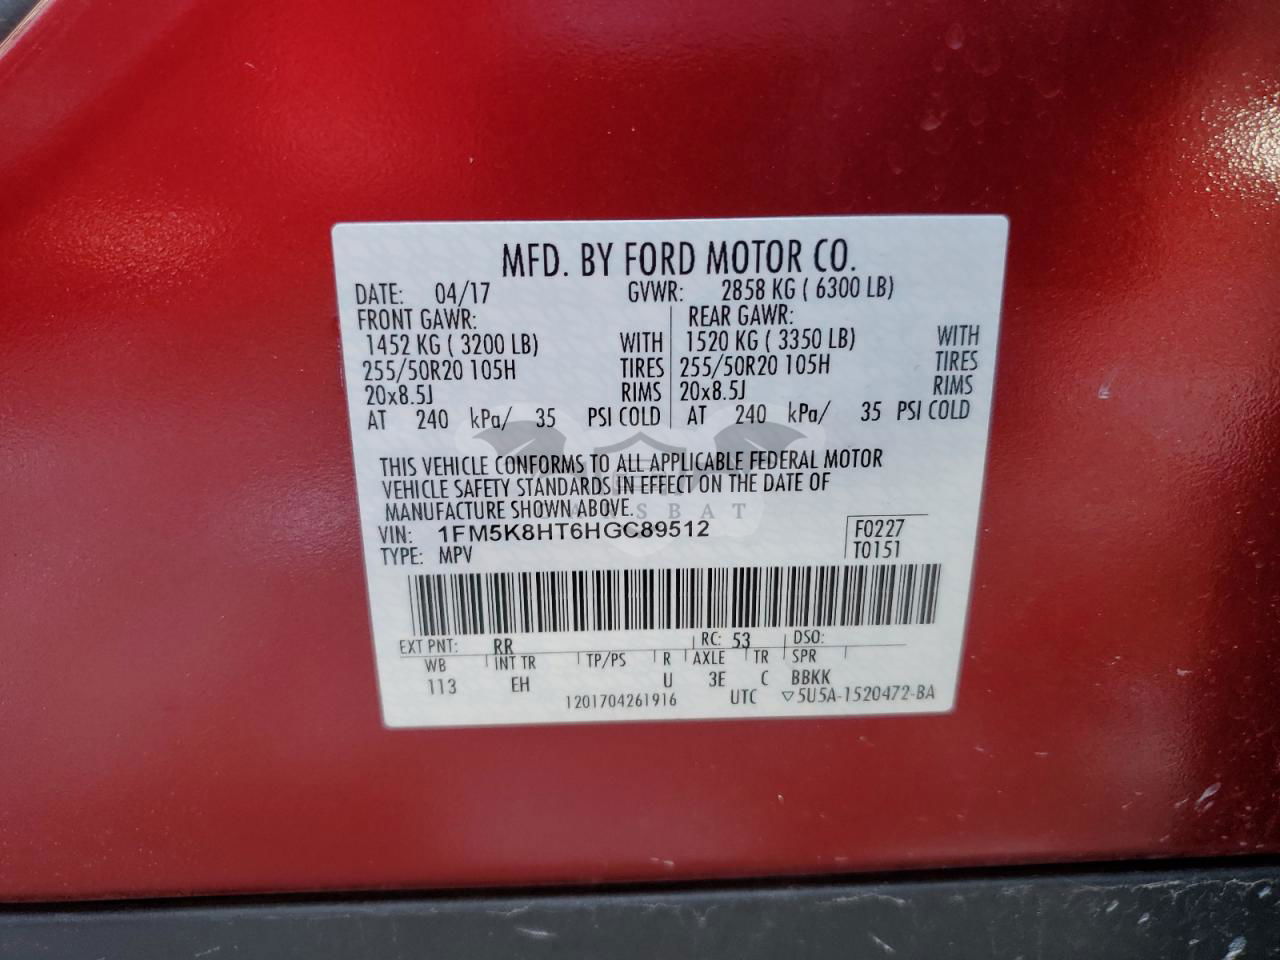 MFD. BY FORD MOTOR CO.
DATE: 04/17 GVWR: 2858 KG ( 6300 LB)
FRONT GAWR: REAR GAWR:
1452 KG ( 3200 LB) WITH 1520 KG ( 3350 LB) WITH
255/50R20 105H TIRES 255/50R20 105H TIRES
20x8.5J RIMS 20x8.5J RIMS
AT 240 kPa/ 35 PSI COLD AT 240 kPa/ 35 PSI COLD
THIS VEHICLE CONFORMS TO ALL APPLICABLE FEDERAL MOTOR
VEHICLE SAFETY STANDARDS IN EFFECT ON THE DATE OF
MANUFACTURE SHOWN ABOVE.
VIN: 1FM5K8HT6HGC89512 F0227
TYPE: MPV T0151
EXT PNT: RR RC: 53 DSO:
WB INT TR TP/PS R AXLE TR SPR
113 EH U 3E C BBKK
1201704261916 UTC ▽5U5A-1520472-BA